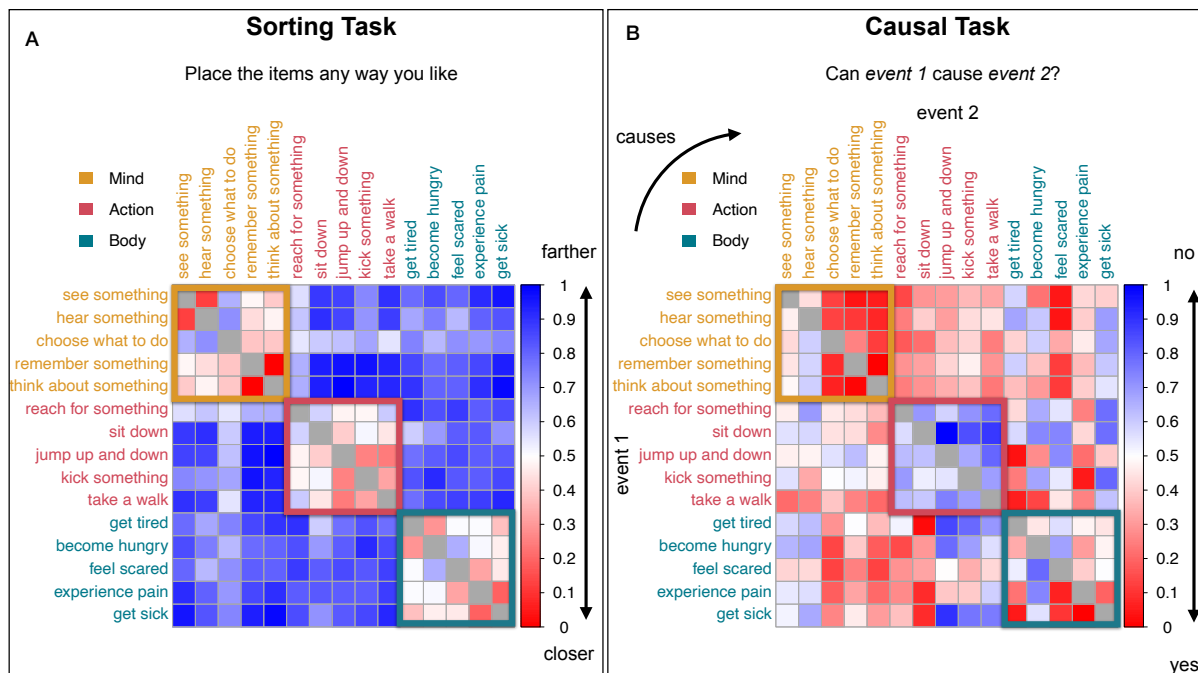 A
Sorting Task
Place the items any way you like
Mind
Action
Body
see something
hear something
choose what to do
remember something
think about something
reach for something
sit down
jump up and down
kick something
take a walk
get tired
become hungry
feel scared
experience pain
get sick
farther
see something
hear something
choose what to do
remember something
think about something
reach for something
sit down
jump up and down
kick something
take a walk
get tired
become hungry
feel scared
experience pain
get sick
1
0.9
0.8
0.7
0.6
0.5
0.4
0.3
0.2
0.1
0
closer
B
Causal Task
Can event 1 cause event 2?
event 2
causes
Mind
Action
Body
see something
hear something
choose what to do
remember something
think about something
reach for something
sit down
jump up and down
kick something
take a walk
get tired
become hungry
feel scared
experience pain
get sick
no
event 1
see something
hear something
choose what to do
remember something
think about something
reach for something
sit down
jump up and down
kick something
take a walk
get tired
become hungry
feel scared
experience pain
get sick
1
0.9
0.8
0.7
0.6
0.5
0.4
0.3
0.2
0.1
0
yes